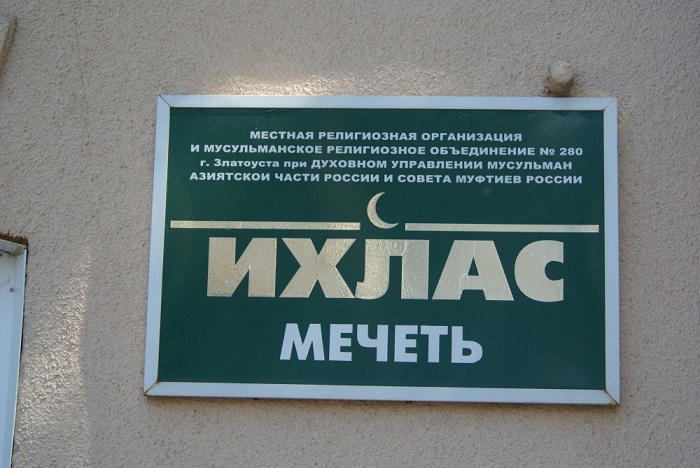 МЕСТНАЯ РЕЛИГИОЗНАЯ ОРГАНИЗАЦИЯ
И МУСУЛЬМАНСКОЕ РЕЛИГИОЗНОЕ ОБЪЕДИНЕНИЕ № 280
г. Златоуста при ДУХОВНОМ УПРАВЛЕНИИ МУСУЛЬМАН
АЗИЯТСКОЙ ЧАСТИ РОССИИ И СОВЕТА МУФТИЕВ РОССИИ
ИХЛАС
МЕЧЕТЬ